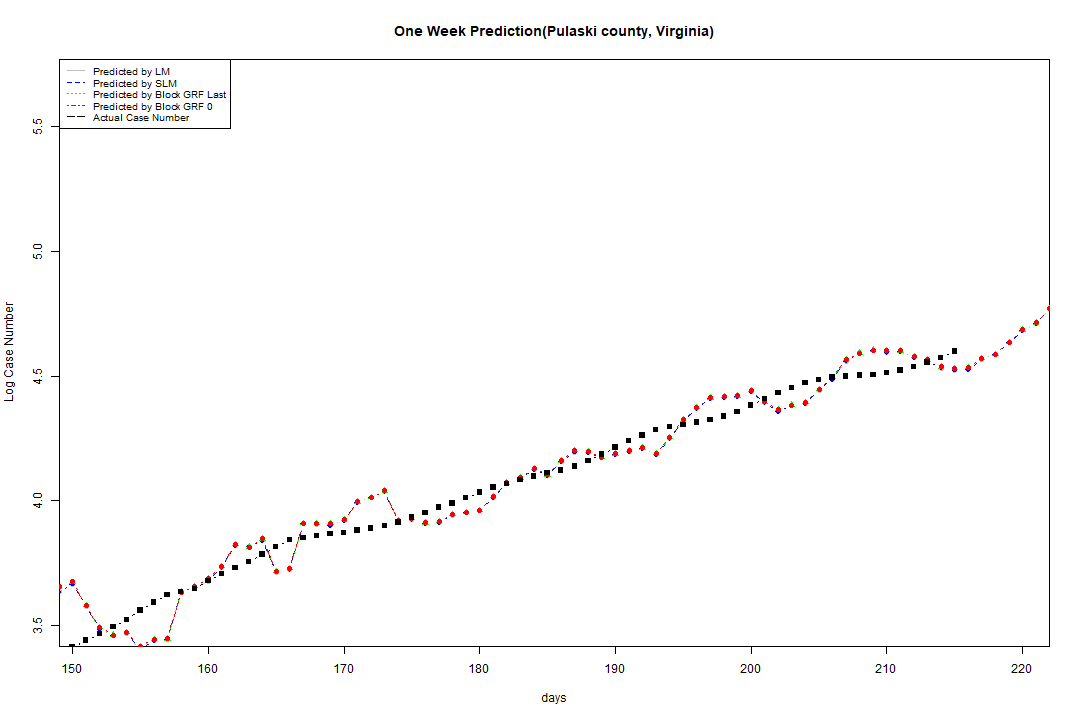 One Week Prediction(Pulaski county, Virginia)
Predicted by LM
Predicted by SLM
Predicted by Block GRF Last
Predicted by Block GRF 0
Actual Case Number
5.5
5.0
4.5
4.0
3.5
Log Case Number
150 160 170 180 190 200 210 220
days